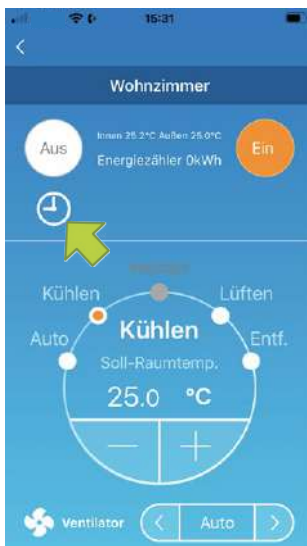 15:31
Wohnzimmer
Aus
Innen 25.2°C Außen 25.0°C
Energiezähler 0kWh
Ein
Kühlen
Lüften
Auto
Kühlen
Entf.
Soll-Raumtemp.
25.0 °C
Ventilator
Auto